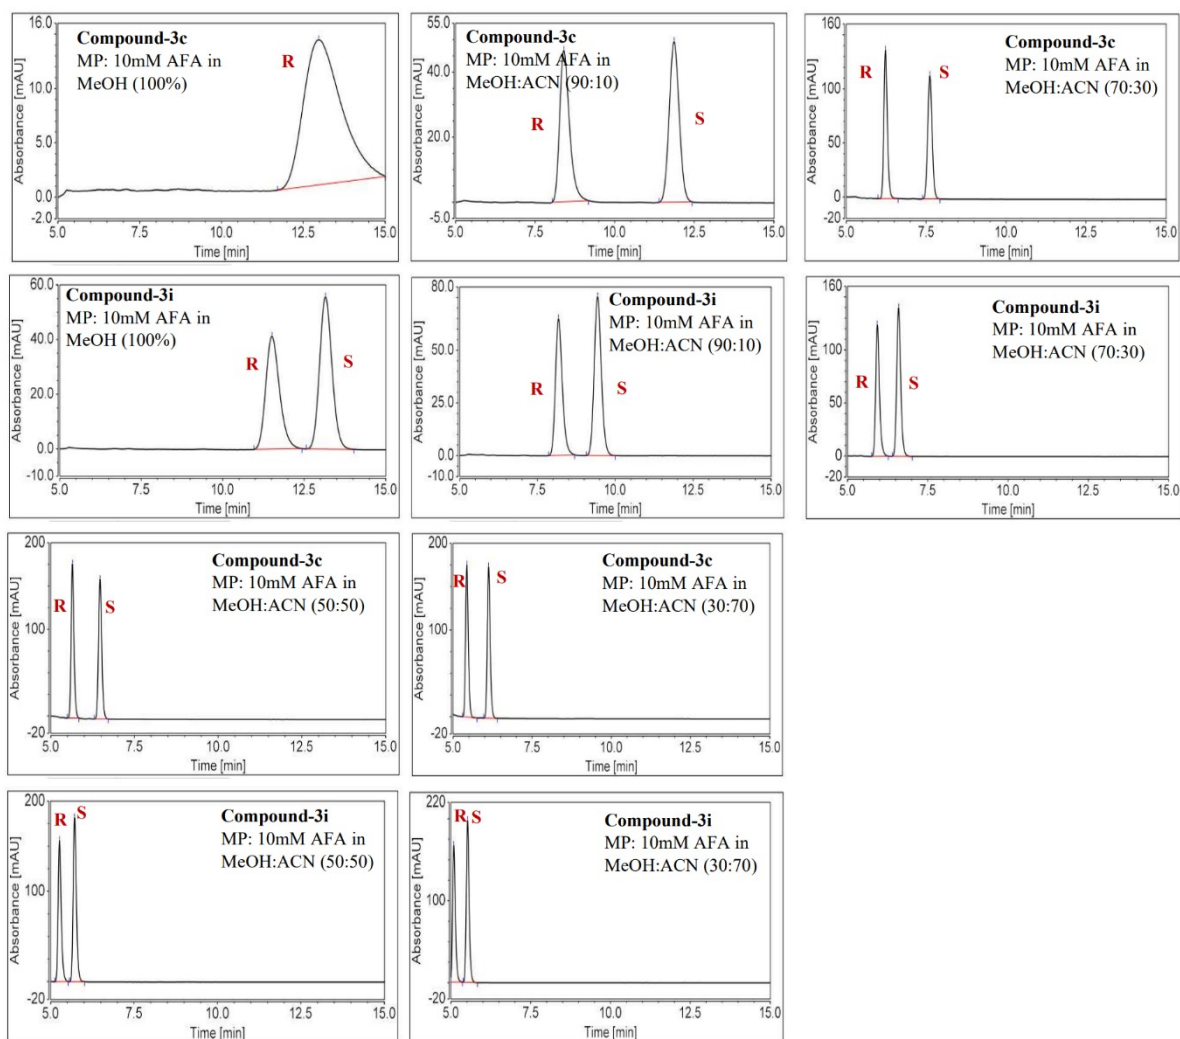 Compound-3c
MP: 10mM AFA in
MeOH (100%)
R
Absorbance [mAU]
16.0
10.0
5.0
0.0
-2.0
5.0 7.5 10.0 12.5 15.0
Time [min]
Compound-3c
MP: 10mM AFA in
MeOH:ACN (90:10)
R
S
Absorbance [mAU]
55.0
40.0
20.0
-5.0
5.0 7.5 10.0 12.5 15.0
Time [min]
Compound-3c
MP: 10mM AFA in
MeOH:ACN (70:30)
R
S
Absorbance [mAU]
160
100
0
-20
5.0 7.5 10.0 12.5 15.0
Time [min]
Compound-3i
MP: 10mM AFA in
MeOH (100%)
R
S
Absorbance [mAU]
60.0
40.0
20.0
0.0
-10.0
5.0 7.5 10.0 12.5 15.0
Time [min]
Compound-3i
MP: 10mM AFA in
MeOH:ACN (90:10)
R
S
Absorbance [mAU]
80.0
50.0
25.0
0.0
-10.0
5.0 7.5 10.0 12.5 15.0
Time [min]
Compound-3i
MP: 10mM AFA in
MeOH:ACN (70:30)
R
S
Absorbance [mAU]
160
100
0
-20
5.0 7.5 10.0 12.5 15.0
Time [min]
Compound-3c
MP: 10mM AFA in
MeOH:ACN (50:50)
R
S
Absorbance [mAU]
200
100
-20
5.0 7.5 10.0 12.5 15.0
Time [min]
Compound-3c
MP: 10mM AFA in
MeOH:ACN (30:70)
R
S
Absorbance [mAU]
200
100
-20
5.0 7.5 10.0 12.5 15.0
Time [min]
Compound-3i
MP: 10mM AFA in
MeOH:ACN (50:50)
R
S
Absorbance [mAU]
200
100
-20
5.0 7.5 10.0 12.5 15.0
Time [min]
Compound-3i
MP: 10mM AFA in
MeOH:ACN (30:70)
R S
Absorbance [mAU]
220
100
-20
5.0 7.5 10.0 12.5 15.0
Time [min]